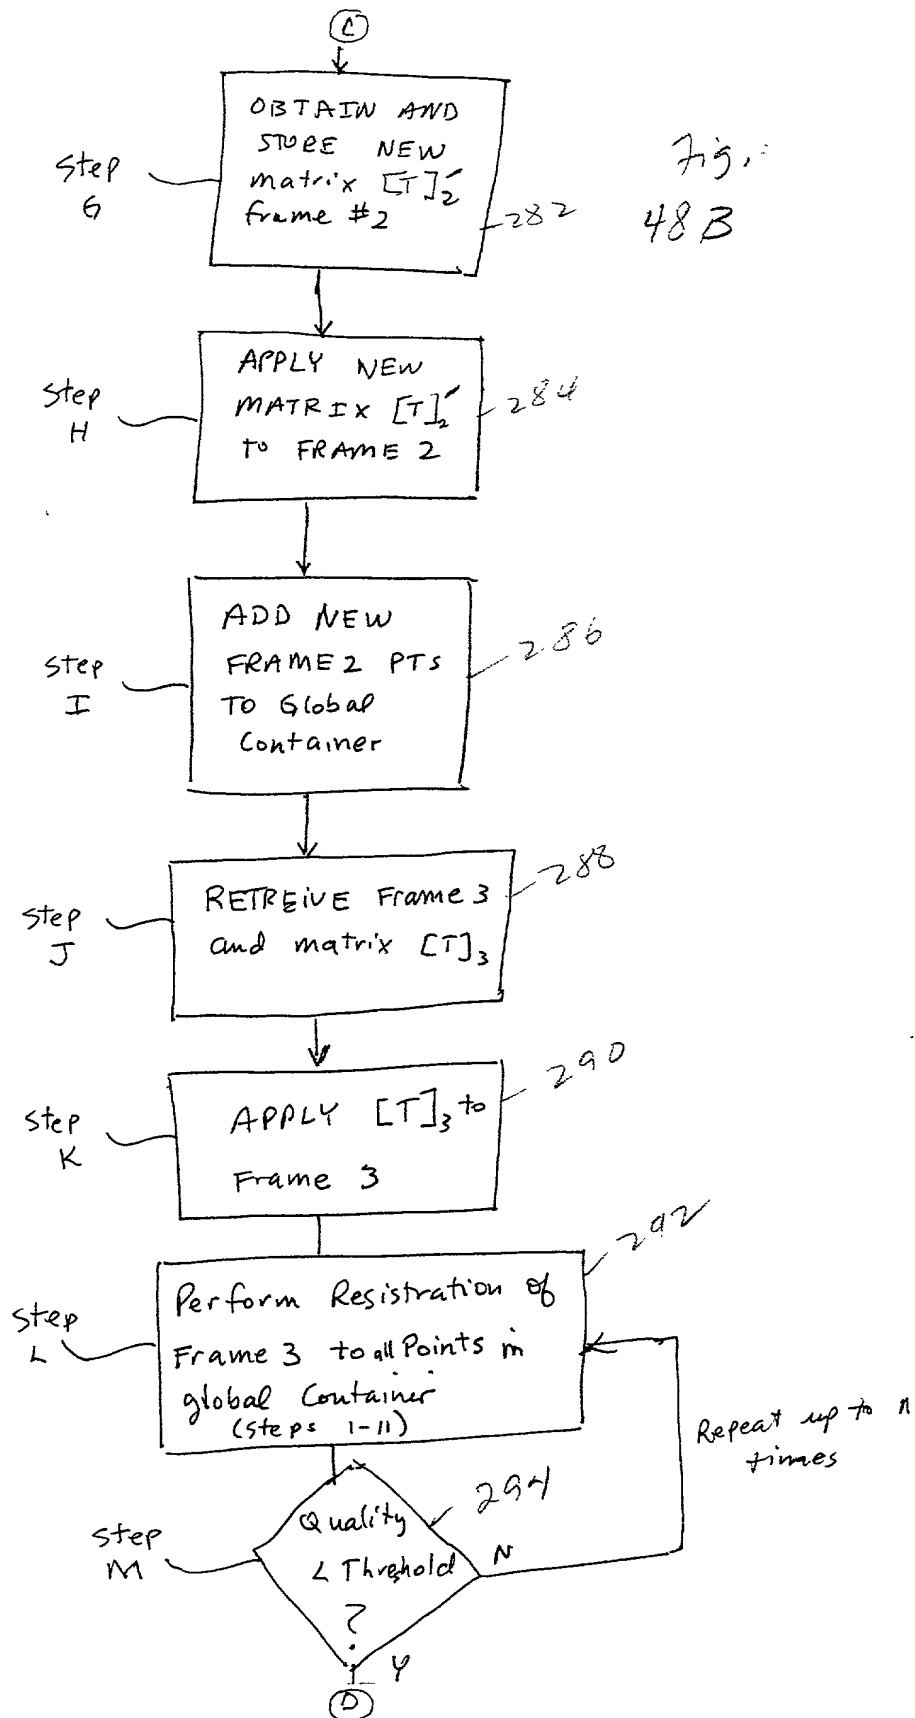 C
OBTAIN AND
STORE NEW
matrix [T]₂′
frame #2
Step
G
282
Fig.
48B
APPLY NEW
MATRIX [T]₂′
TO FRAME 2
Step
H
284
ADD NEW
FRAME 2 PTs
TO Global
Container
Step
I
286
RETREIVE Frame 3
and matrix [T]₃
Step
J
288
APPLY [T]₃ to
Frame 3
Step
K
290
Perform Resistration of
Frame 3 to all Points in
global Container
(steps 1-11)
Step
L
292
Repeat up to n
times
Quality
< Threshold
?
Step
M
294
N
Y
D